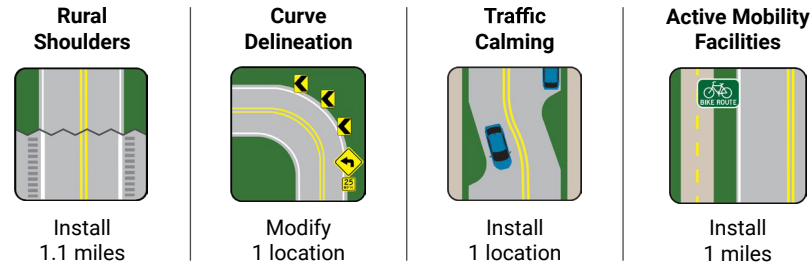 Rural
Shoulders
Install
1.1 miles
Curve
Delineation
25
MPH
Modify
1 location
Traffic
Calming
Install
1 location
Active Mobility
Facilities
BIKE ROUTE
Install
1 miles